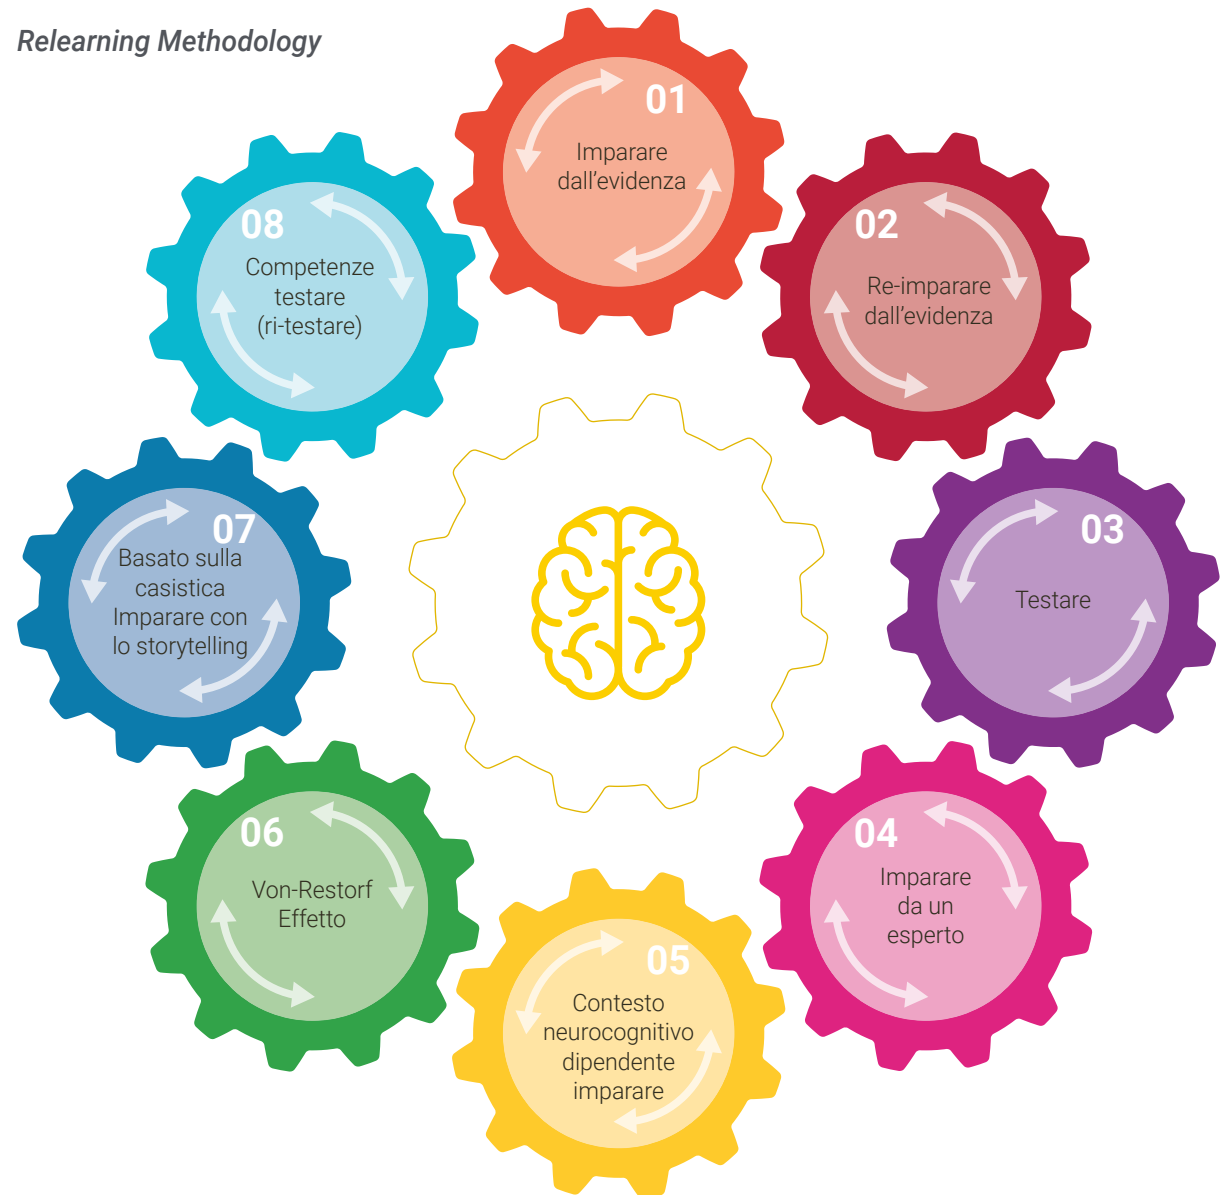 Relearning Methodology
01
Imparare
dall'evidenza
02
Re-imparare
dall'evidenza
03
Testare
04
Imparare
da un
esperto
05
Contesto
neurocognitivo
dipendente
imparare
06
Von-Restorf
Effetto
07
Basato sulla
casistica
Imparare con
lo storytelling
08
Competenze
testare
(ri-testare)